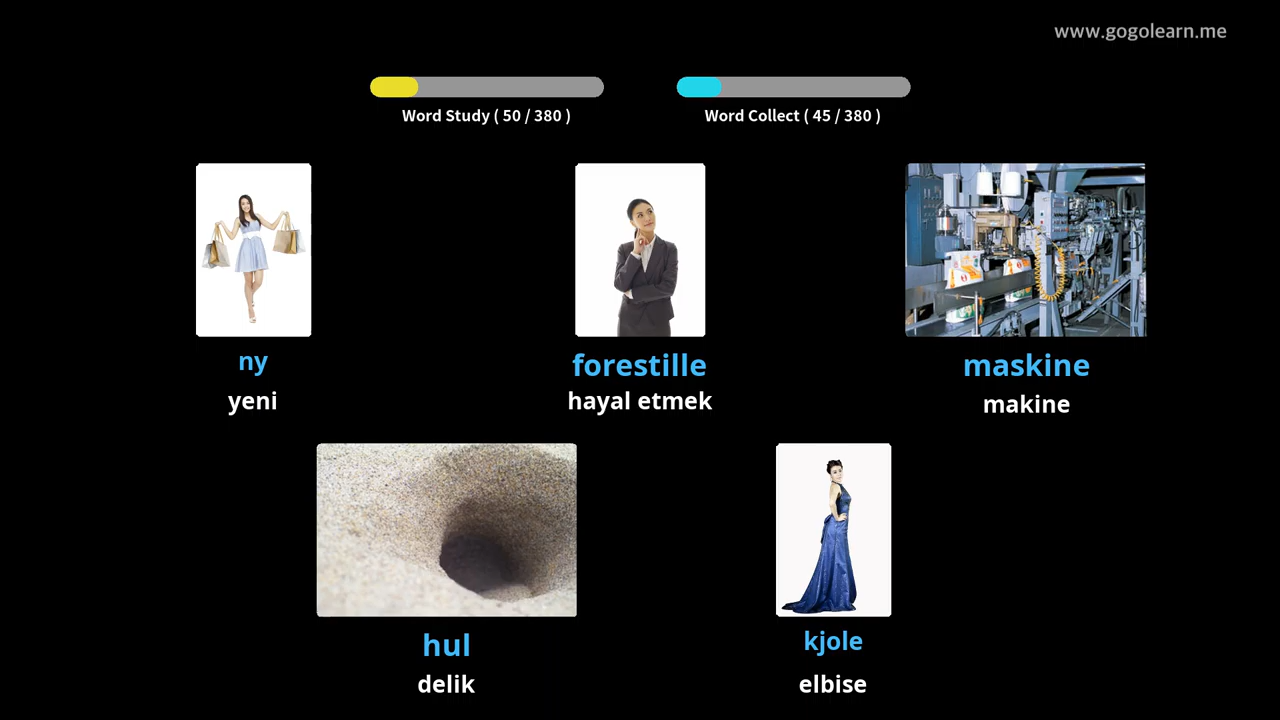 www.gogolearn.me
Word Study ( 50 / 380 )
Word Collect ( 45 / 380 )
ny
yeni
forestille
hayal etmek
maskine
makine
hul
delik
kjole
elbise